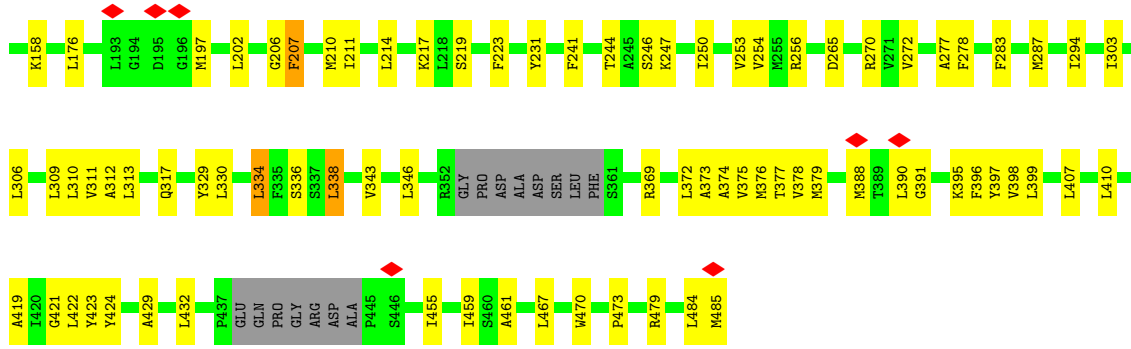 K158 L176 L193 G194 D195 G196 M197 L202 G206 F207 M210 I211 L214 K217 L218 S219 F223 Y231 F241 T244 A245 S246 K247 I250 V253 V254 M255 R256 D265 R270 V271 V272 A277 F278 F283 M287 I294 I303
L306 L309 L310 V311 A312 L313 Q317 Y329 L330 L334 F335 S336 S337 L338 V343 L346 R352 GLY PRO ASP ALA ASP SER LEU PHE S361 R369 L372 A373 A374 V375 M376 T377 V378 M379 M388 T389 L390 G391 K395 F396 Y397 V398 L399 L407 L410
A419 I420 G421 L422 Y423 Y424 A429 L432 P437 GLU GLN PRO GLY ARG ASP ALA P445 S446 I455 I459 S460 A461 L467 W470 P473 R479 L484 M485